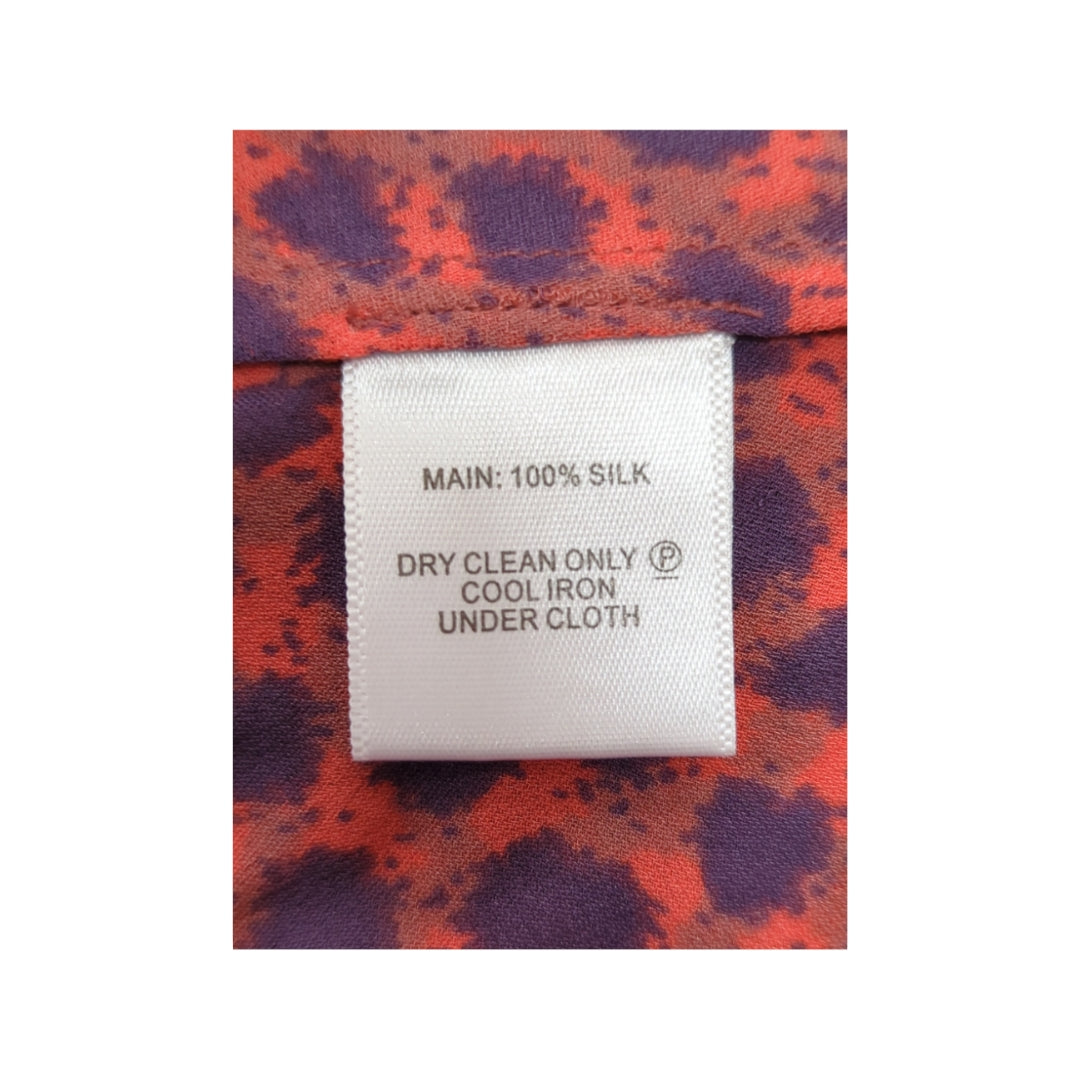 MAIN: 100% SILK
DRY CLEAN ONLY Ⓟ
COOL IRON
UNDER CLOTH